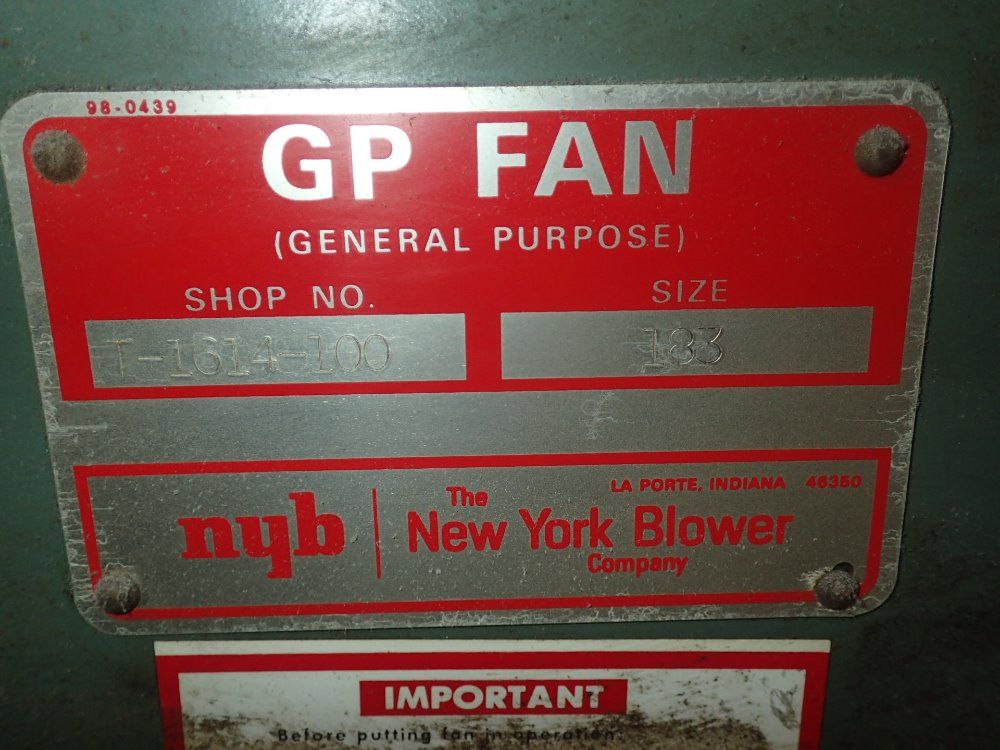 98-0439
GP FAN
(GENERAL PURPOSE)
SHOP NO. SIZE
T-1614-100 183
LA PORTE, INDIANA 46350
nyb The
New York Blower
Company
IMPORTANT
Before putting fan in operation: